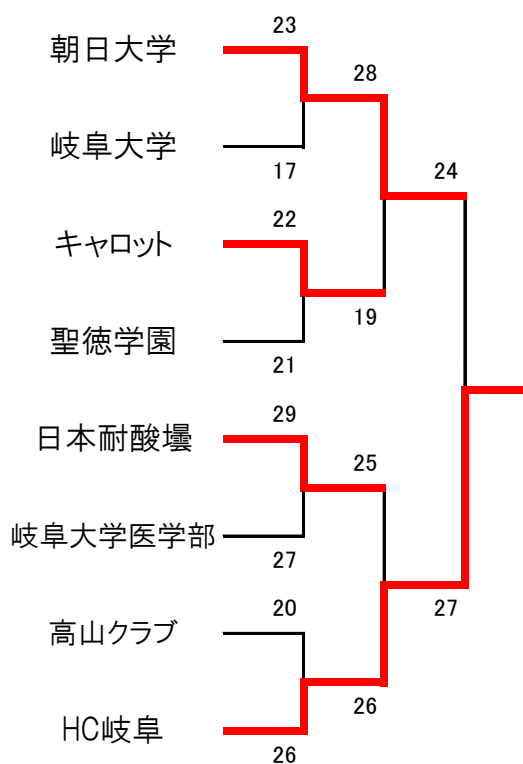 23
朝日大学
28
岐阜大学
17
24
22
キャロット
19
聖徳学園
21
29
日本耐酸壜
25
岐阜大学医学部
27
20
27
高山クラブ
26
HC岐阜
26